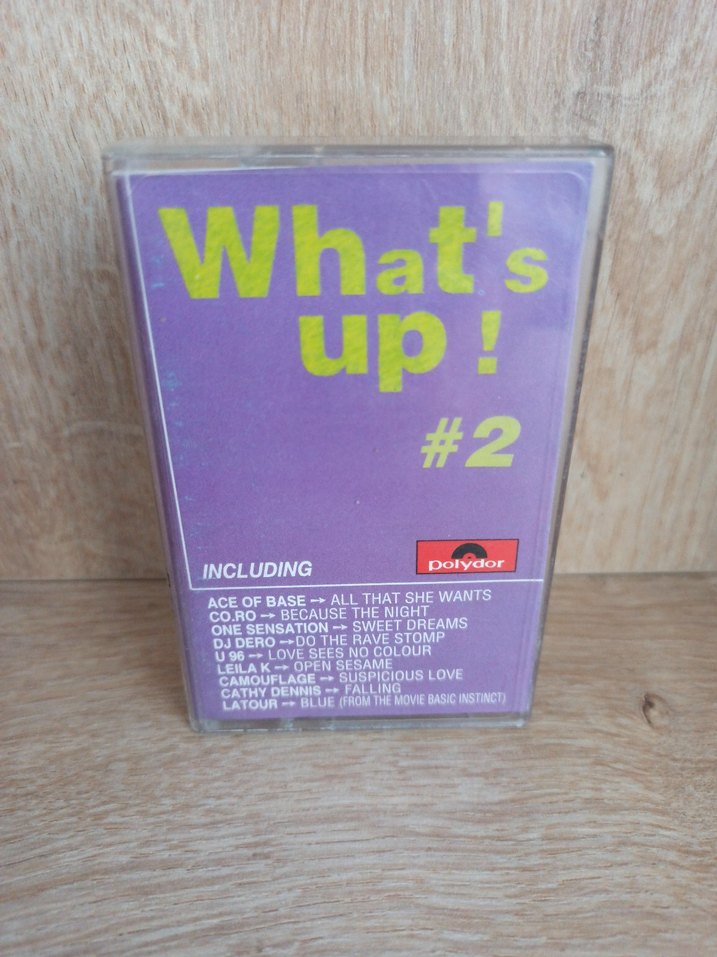 What's
up !
#2
polydor
INCLUDING
ACE OF BASE → ALL THAT SHE WANTS
CO.RO → BECAUSE THE NIGHT
ONE SENSATION → SWEET DREAMS
DJ DERO → DO THE RAVE STOMP
U 96 → LOVE SEES NO COLOUR
LEILA K → OPEN SESAME
CAMOUFLAGE → SUSPICIOUS LOVE
CATHY DENNIS → FALLING
LATOUR → BLUE (FROM THE MOVIE BASIC INSTINCT)